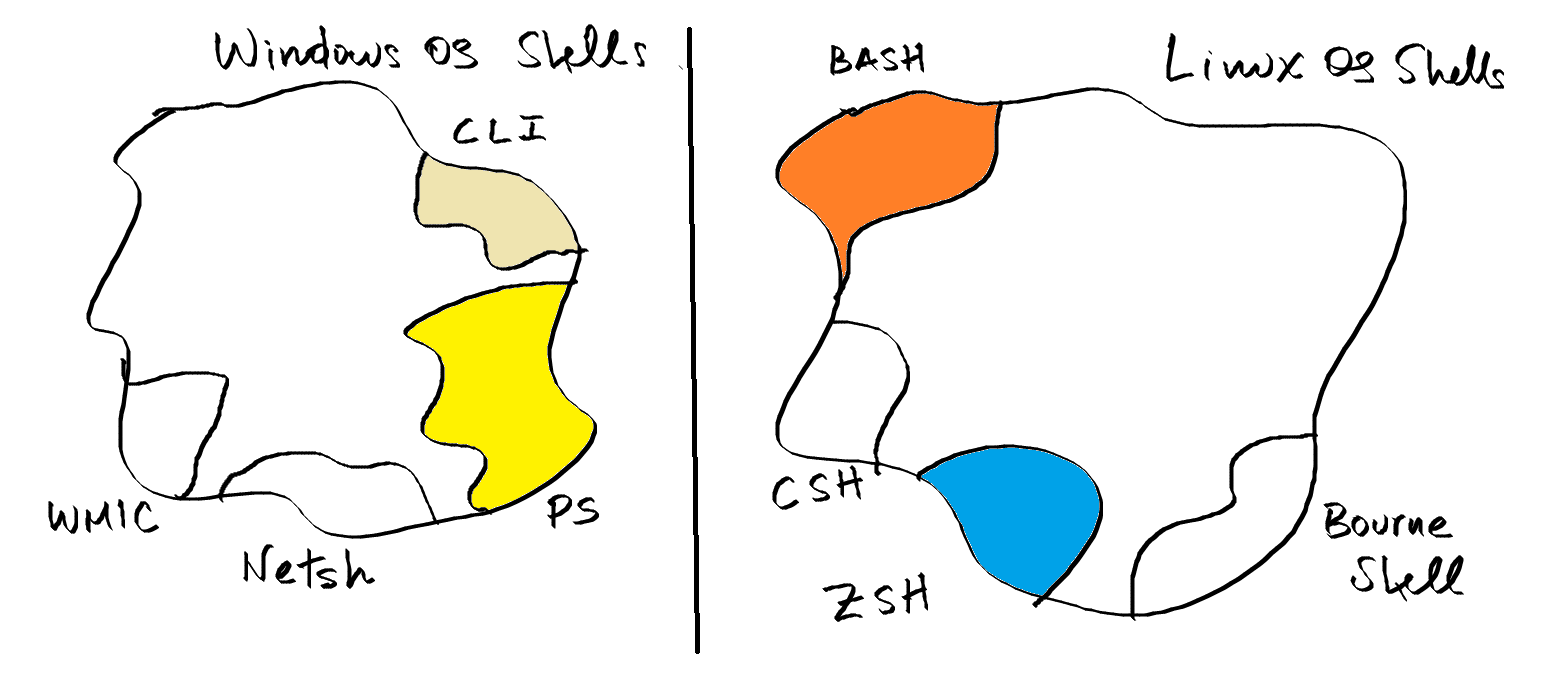 Windows OS Shells
CLI
WMIC
Netsh
PS
Linux OS Shells
BASH
CSH
ZSH
Bourne
Shell